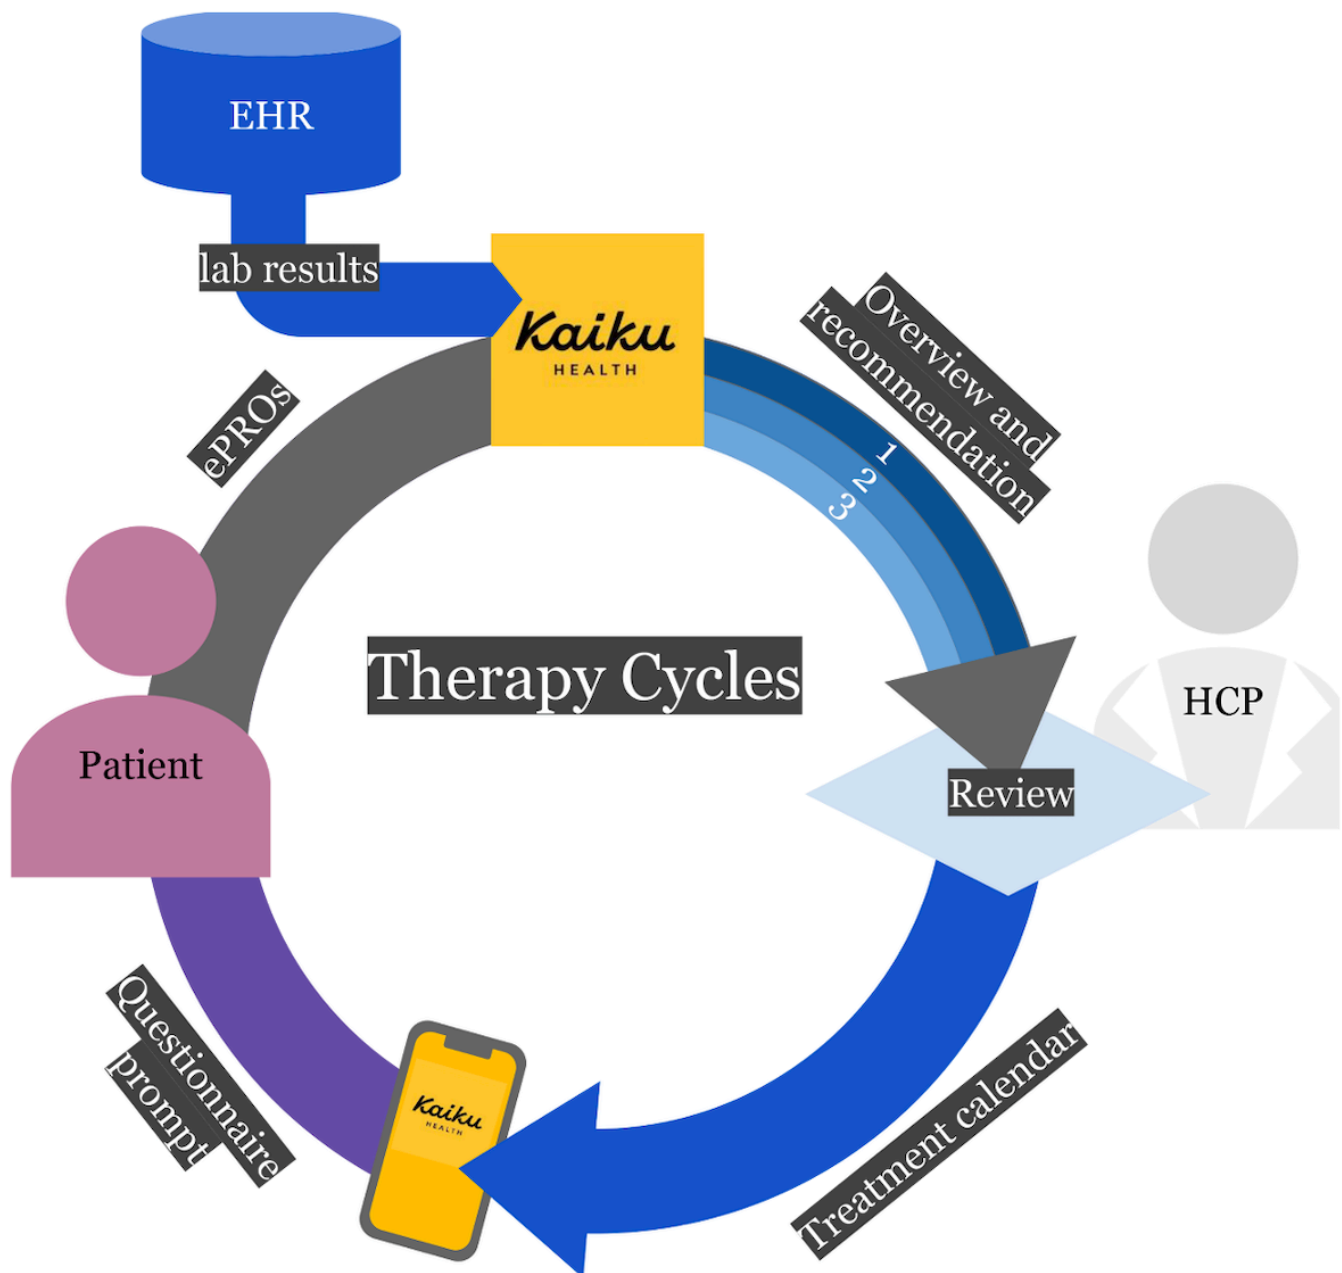 EHR
lab results
Kaiku
HEALTH
ePROs
Overview and
recommendation
1
2
3
Therapy Cycles
HCP
Patient
Review
Questionnaire
prompt
Kaiku
HEALTH
Treatment calendar